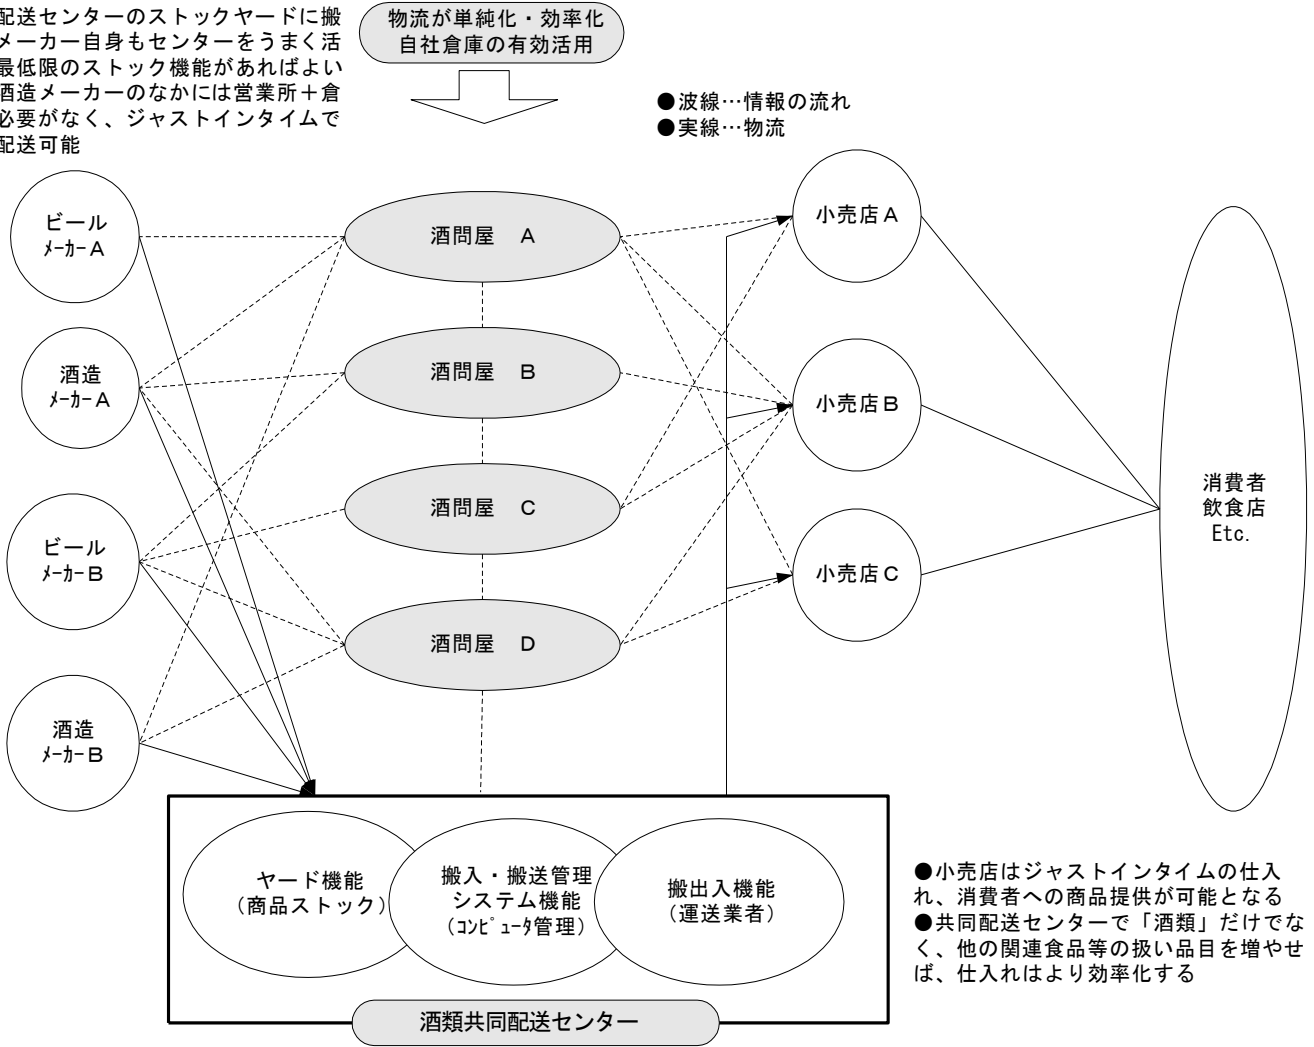 配送センターのストックヤードに搬
メーカー自身もセンターをうまく活
最低限のストック機能があればよい
酒造メーカーのなかには営業所＋倉
必要がなく、ジャストインタイムで
配送可能
物流が単純化・効率化
自社倉庫の有効活用
●波線…情報の流れ
●実線…物流
ビール
ﾒｰｶｰＡ
酒造
ﾒｰｶｰＡ
ビール
ﾒｰｶｰＢ
酒造
ﾒｰｶｰＢ
酒問屋　Ａ
酒問屋　Ｂ
酒問屋　Ｃ
酒問屋　Ｄ
小売店Ａ
小売店Ｂ
小売店Ｃ
消費者
飲食店
Etc.
ヤード機能
（商品ストック）
搬入・搬送管理
システム機能
（ｺﾝﾋﾟｭｰﾀ管理）
搬出入機能
（運送業者）
酒類共同配送センター
●小売店はジャストインタイムの仕入
れ、消費者への商品提供が可能となる
●共同配送センターで「酒類」だけでな
く、他の関連食品等の扱い品目を増やせ
ば、仕入れはより効率化する